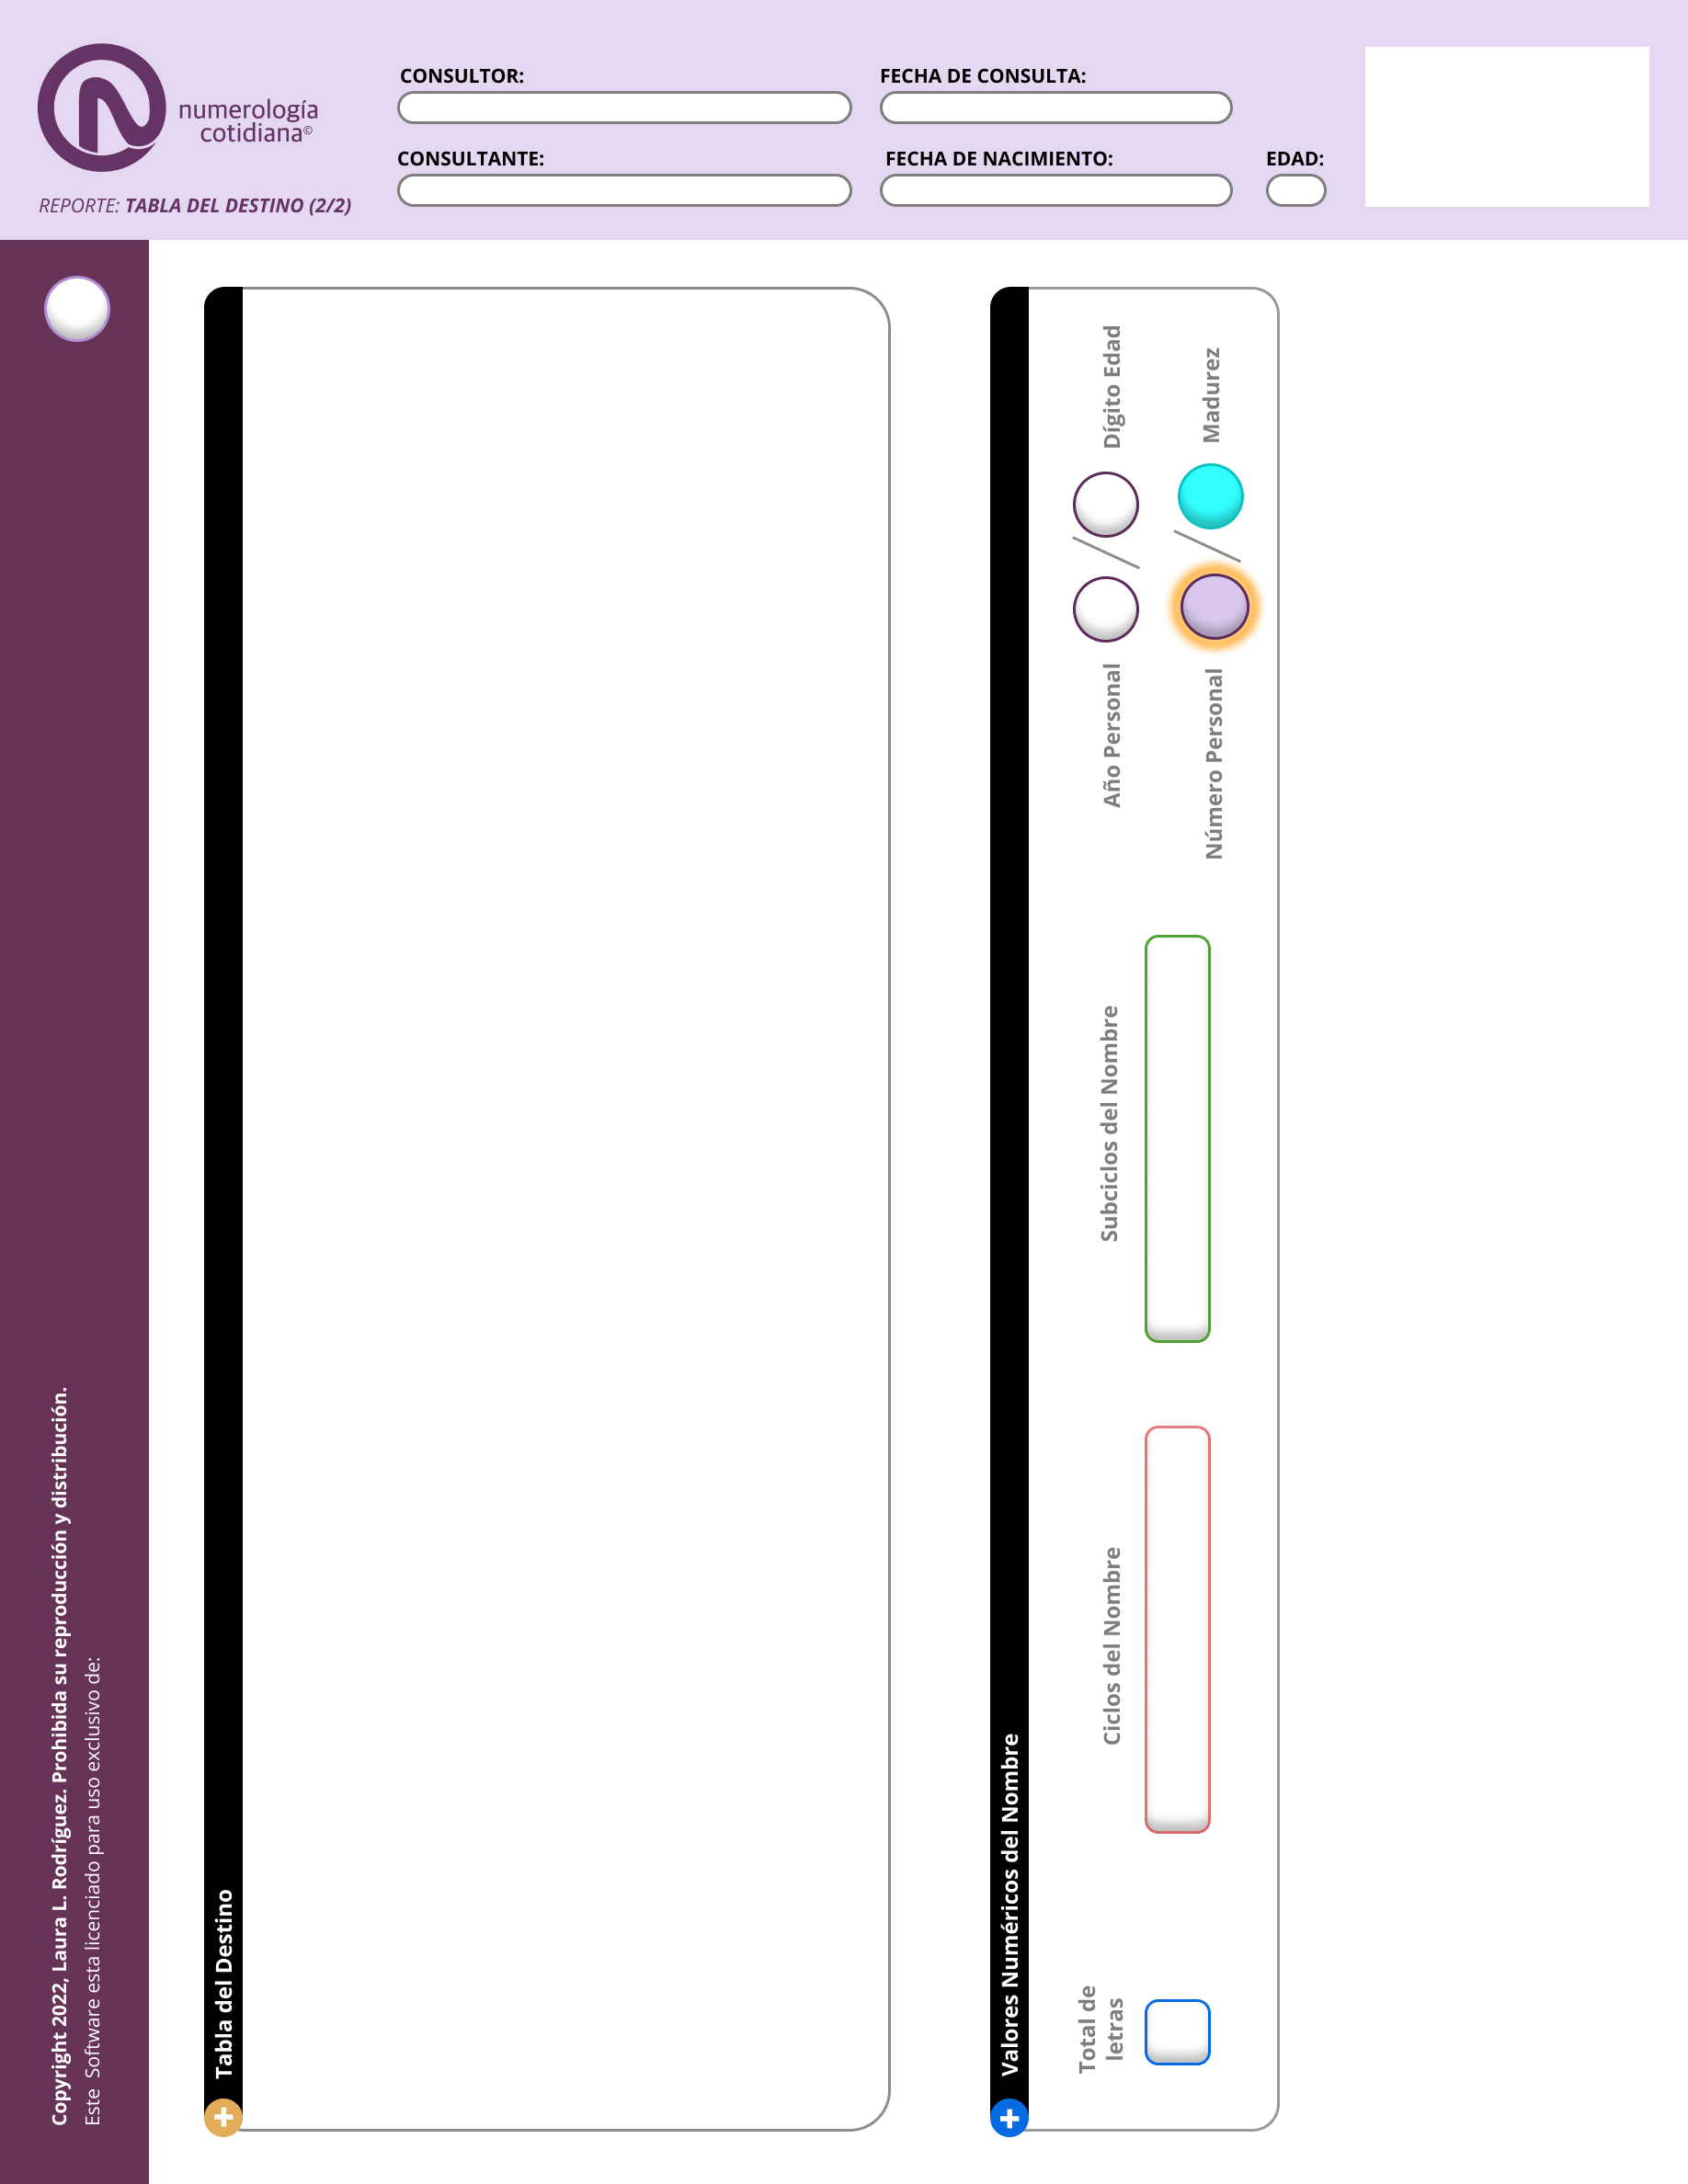 numerología
cotidiana©
REPORTE: TABLA DEL DESTINO (2/2)
CONSULTOR:
FECHA DE CONSULTA:
CONSULTANTE:
FECHA DE NACIMIENTO:
EDAD:
Copyright 2022, Laura L. Rodríguez. Prohibida su reproducción y distribución.
Este Software esta licenciado para uso exclusivo de:
Tabla del Destino
Valores Numéricos del Nombre
Total de
letras
Ciclos del Nombre
Subciclos del Nombre
Año Personal
Dígito Edad
Número Personal
Madurez